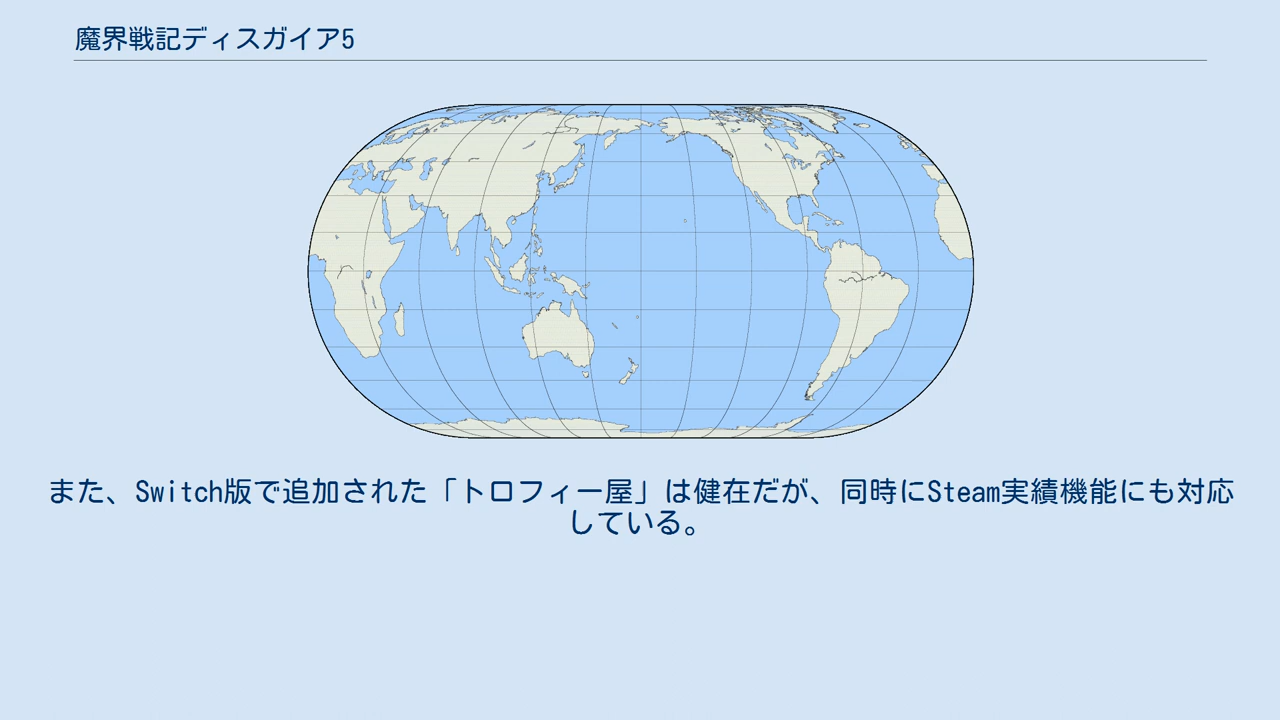 魔界戦記ディスガイア5
また、Switch版で追加された「トロフィー屋」は健在だが、同時にSteam実績機能にも対応
している。